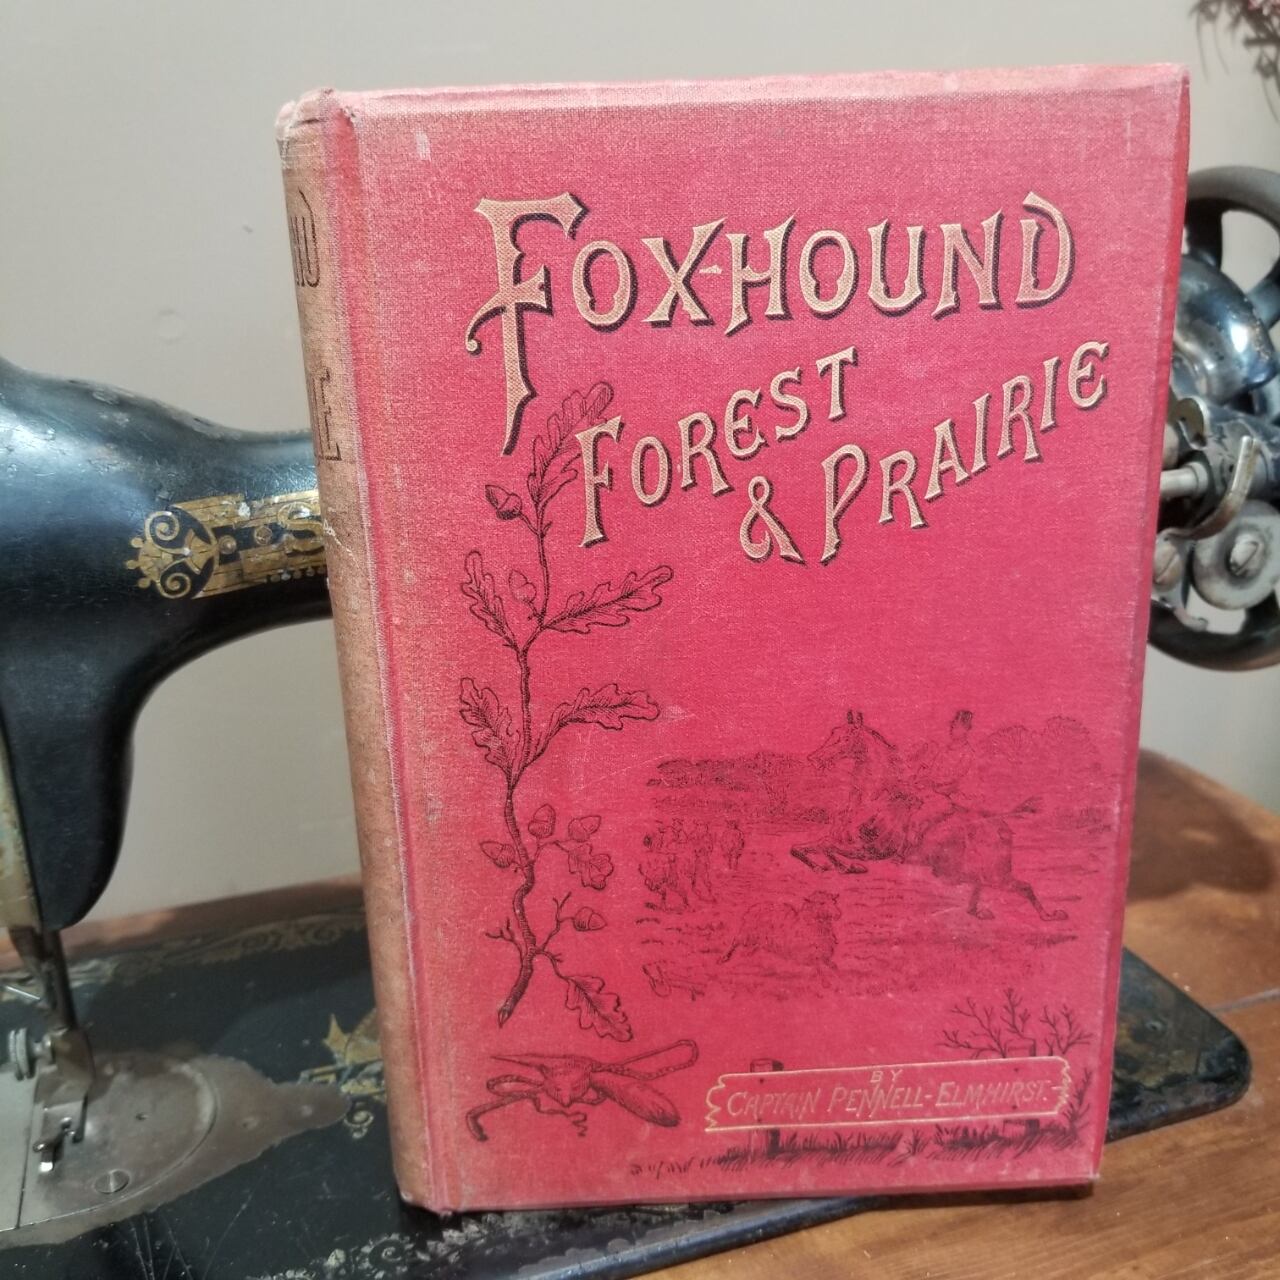 FOX-HOUND
FOREST
& PRAIRIE
BY
CAPTAIN PENNELL-ELMHIRST.